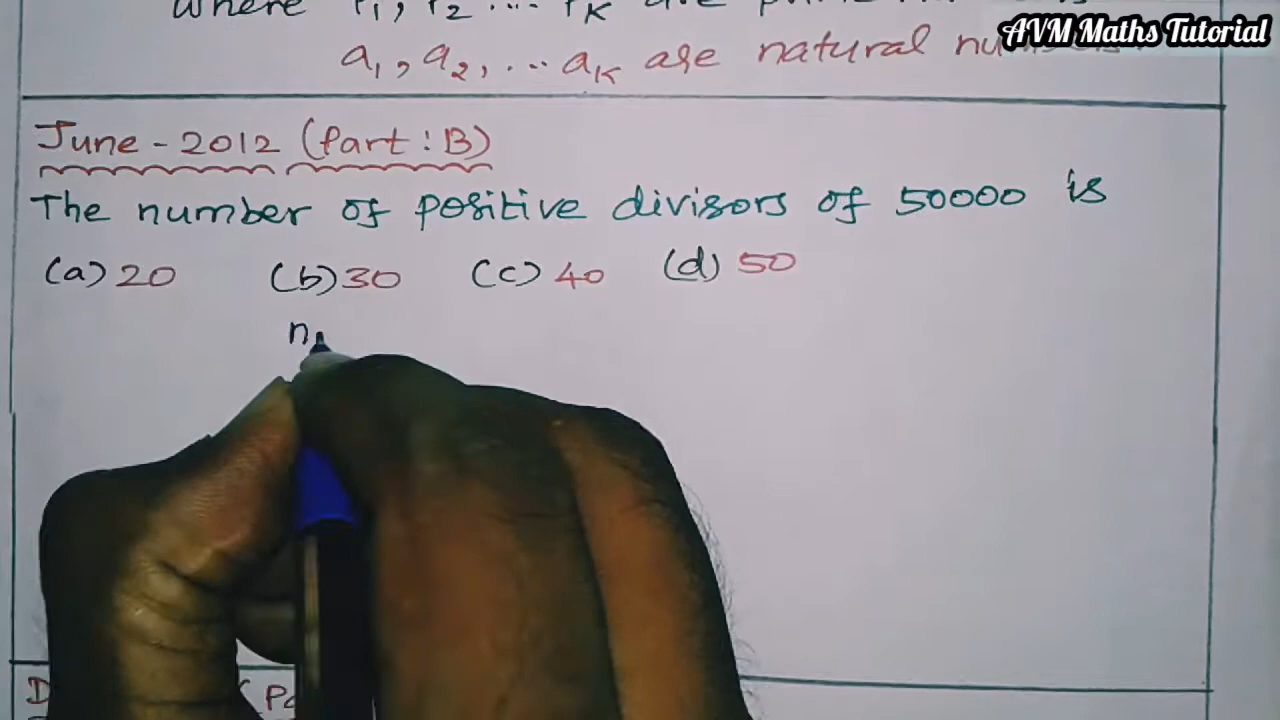 where
AVM Maths Tutorial
a₁, a₂, ... aₖ are natural
June - 2012 (Part : B)
The number of positive divisors of 50000 is
(a) 20 (b) 30 (c) 40 (d) 50
n